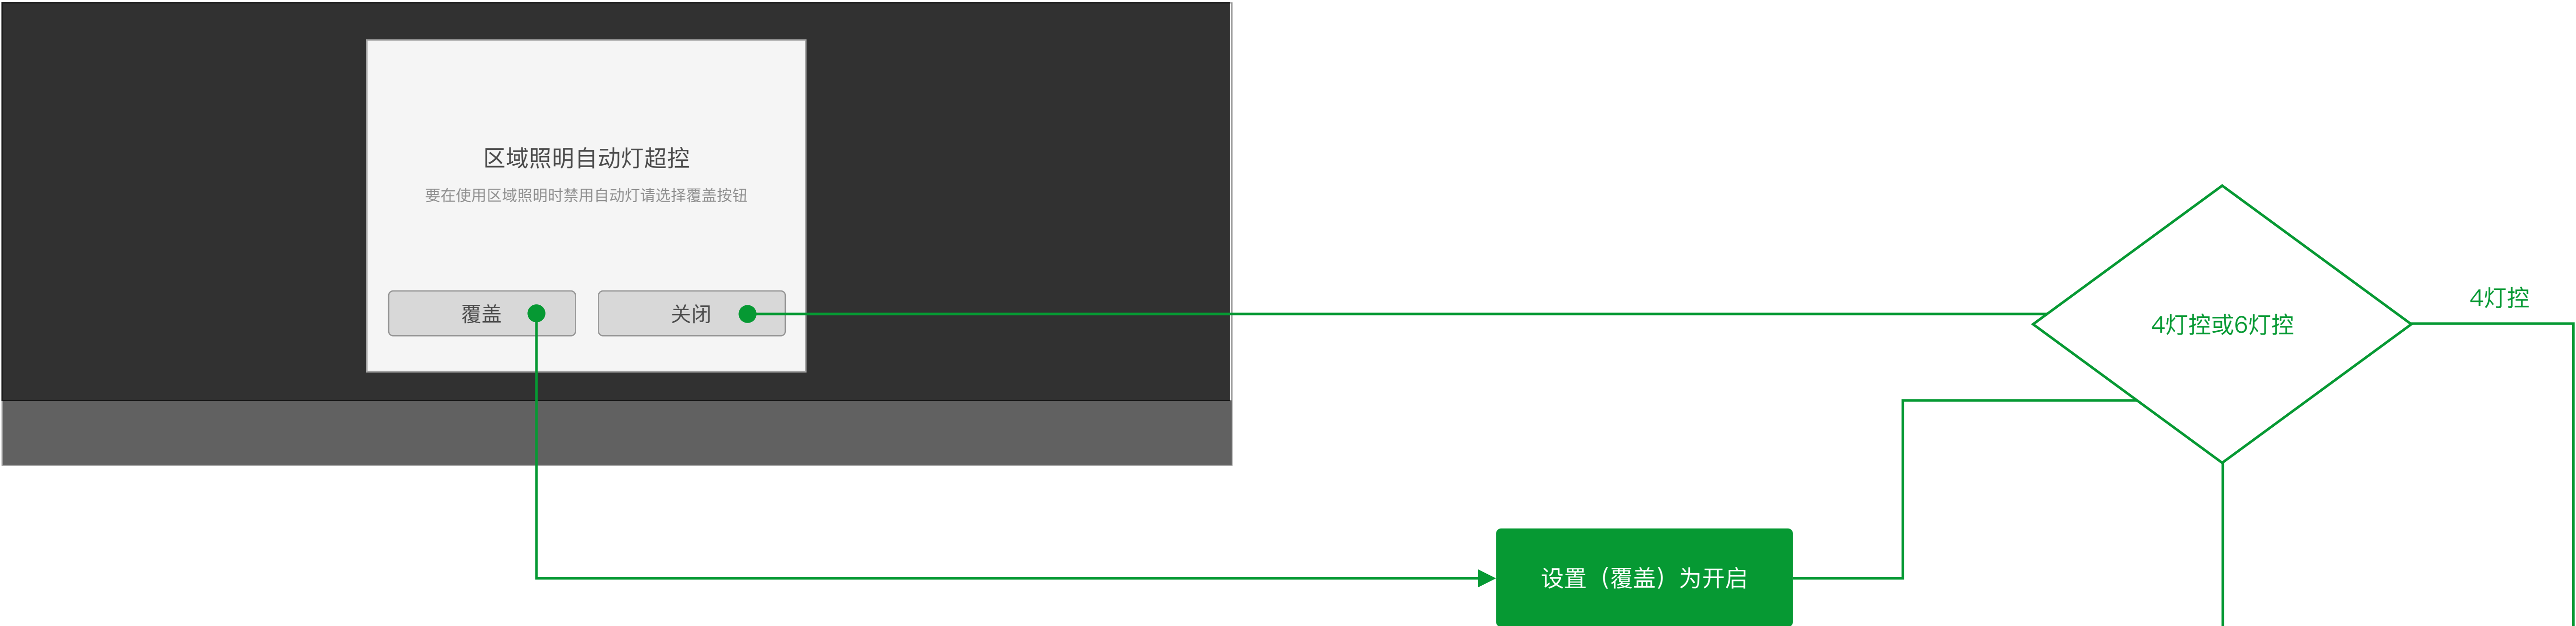 区域照明自动灯超控
要在使用区域照明时禁用自动灯请选择覆盖按钮
覆盖
关闭
4灯控或6灯控
4灯控
设置（覆盖）为开启